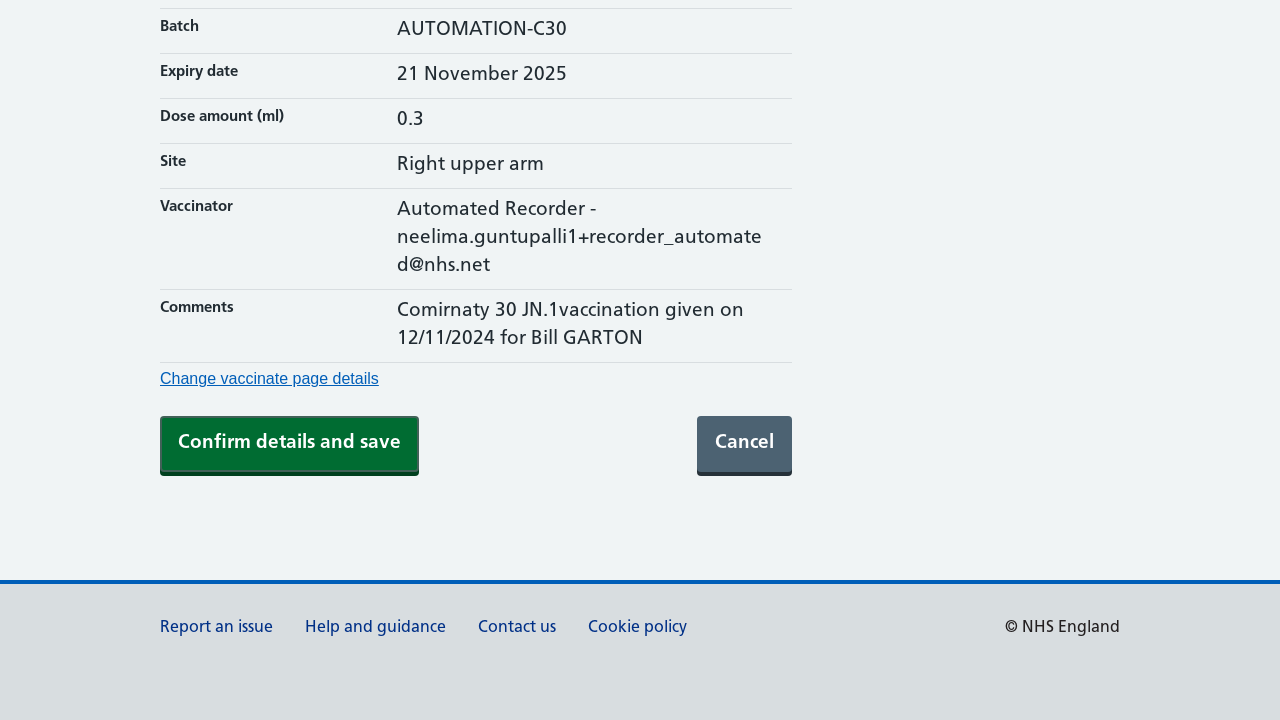 Batch
AUTOMATION-C30
Expiry date
21 November 2025
Dose amount (ml)
0.3
Site
Right upper arm
Vaccinator
Automated Recorder -
neelima.guntupalli1+recorder_automate
d@nhs.net
Comments
Comirnaty 30 JN.1vaccination given on
12/11/2024 for Bill GARTON
Change vaccinate page details
Confirm details and save
Cancel
Report an issue
Help and guidance
Contact us
Cookie policy
© NHS England